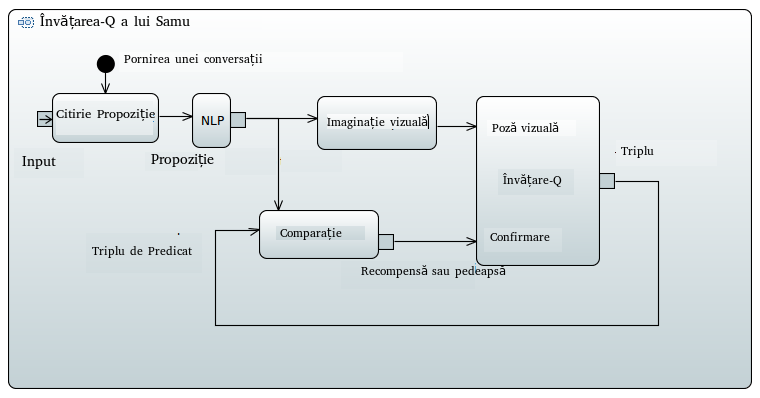 Învățarea-Q a lui Samu
Pornirea unei conversații
Citirie Propoziție
NLP
Imaginație vizuală
Poză vizuală
Triplu
Input
Propoziție
Învățare-Q
Comparație
Confirmare
Triplu de Predicat
Recompensă sau pedeapsă